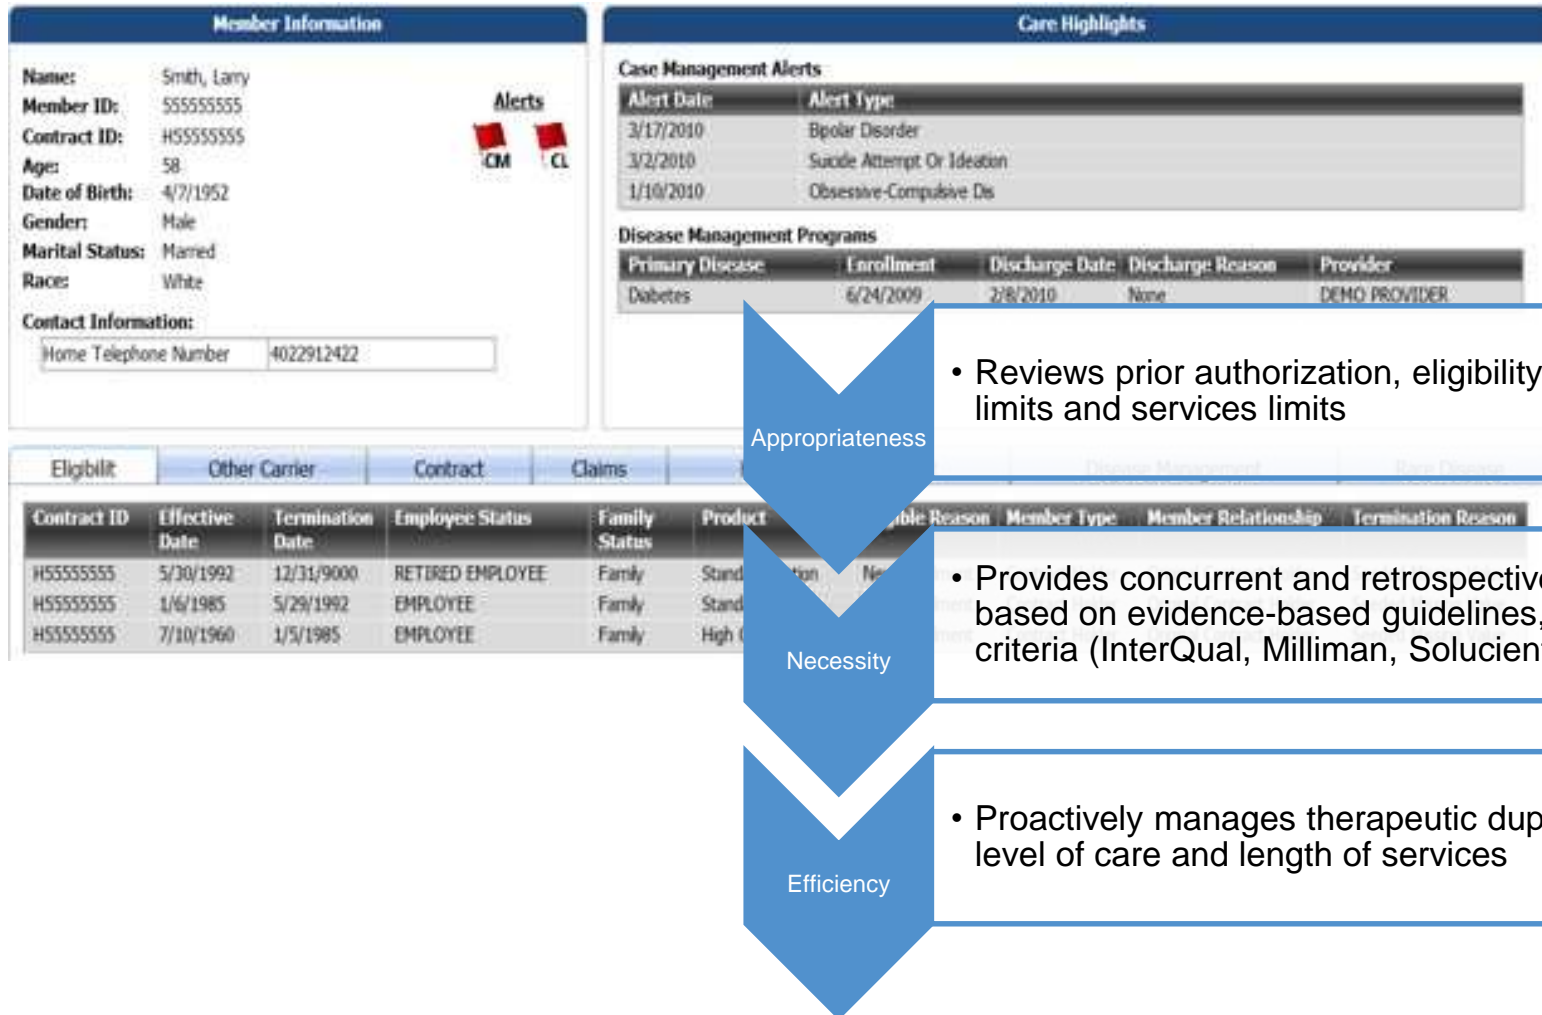 Member Information
Name: Smith, Larry
Member ID: 555555555
Contract ID: H55555555
Age: 58
Date of Birth: 4/7/1952
Gender: Male
Marital Status: Married
Race: White
Alerts
CM CL
Contact Information:
Home Telephone Number 4022912422
Care Highlights
Case Management Alerts
Alert Date Alert Type
3/17/2010 Bipolar Disorder
3/2/2010 Suicide Attempt Or Ideation
1/10/2010 Obsessive-Compulsive Dis
Disease Management Programs
Primary Disease Enrollment Discharge Date Discharge Reason Provider
Diabetes 6/24/2009 2/8/2010 None DEMO PROVIDER
Eligibilit Other Carrier Contract Claims Disease Management Race Disease
Contract ID Effective Date Termination Date Employee Status Family Status Product Reason Member Type Member Relationship Termination Reason
H55555555 5/30/1992 12/31/9000 RETIRED EMPLOYEE Family
H55555555 1/6/1985 5/29/1992 EMPLOYEE Family
H55555555 7/10/1960 1/5/1985 EMPLOYEE Family High
Appropriateness
• Reviews prior authorization, eligibility
limits and services limits
Necessity
• Provides concurrent and retrospective
based on evidence-based guidelines,
criteria (InterQual, Milliman, Solucient
Efficiency
• Proactively manages therapeutic dup
level of care and length of services